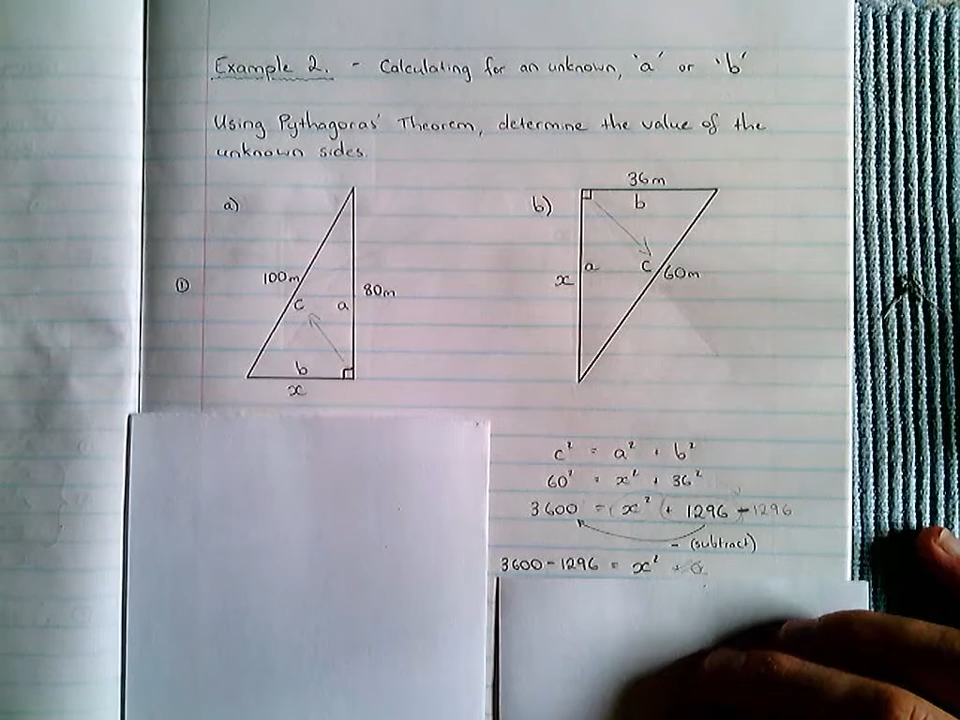 Example 2. - Calculating for an unknown, 'a' or 'b'
Using Pythagoras' Theorem, determine the value of the
unknown sides.
a)
①
100m
c
a
80m
b
x
b)
36m
b
x
a
c
60m
c² = a² + b²
60² = x² + 36²
3600 = x² + 1296 - 1296
- (subtract)
3600 - 1296 = x²